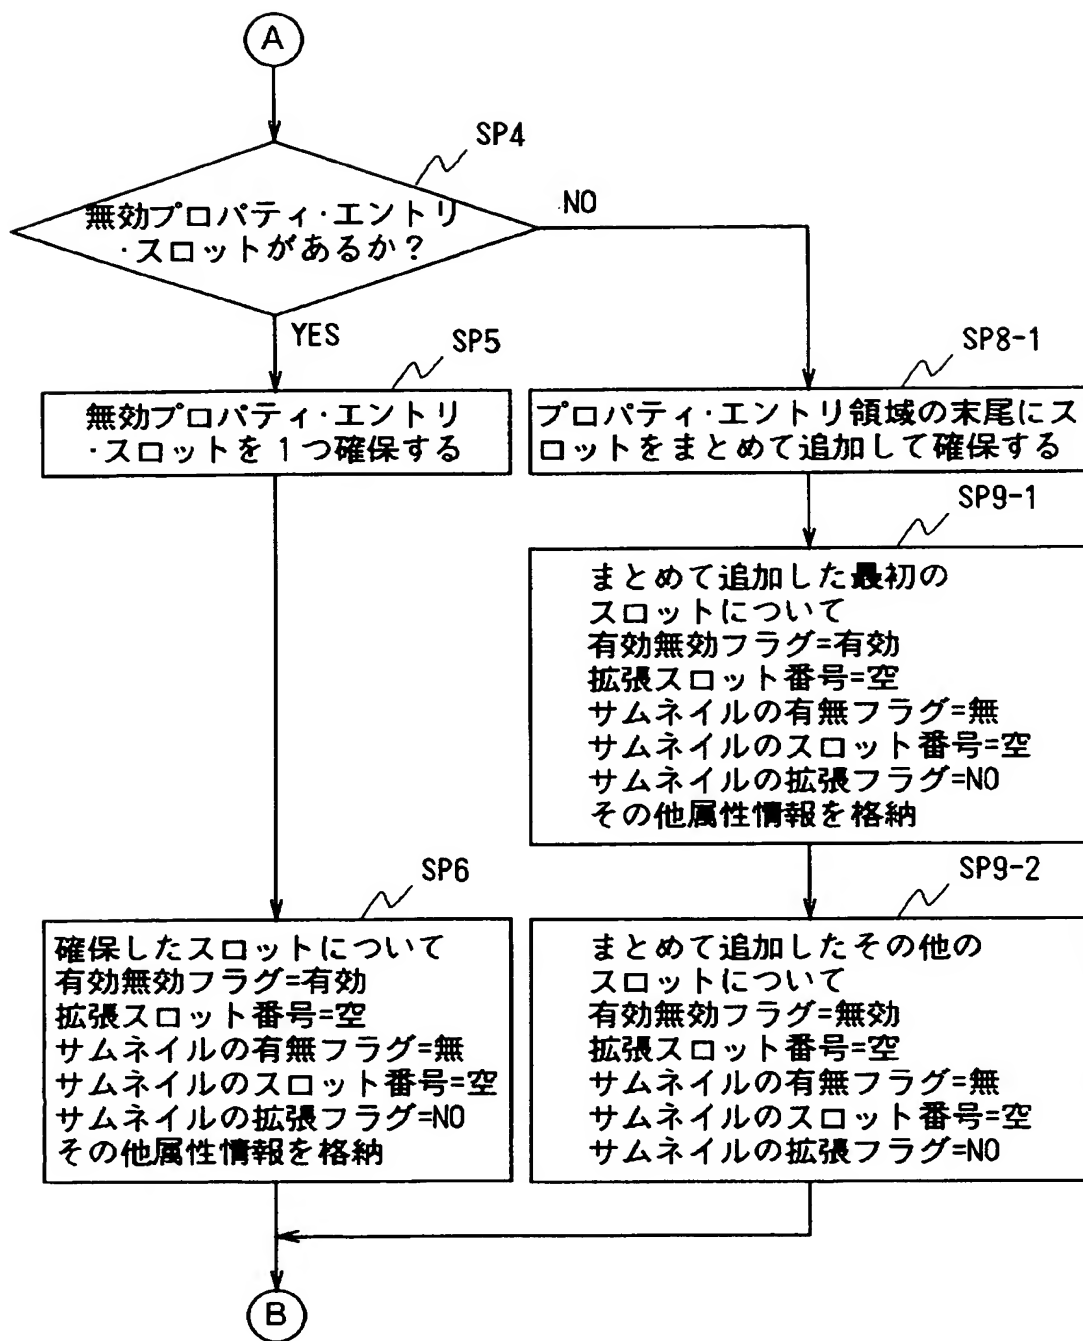 A
SP4
無効プロパティ·エントリ
·スロットがあるか？
NO
YES
SP5
無効プロパティ·エントリ
·スロットを１つ確保する
SP8-1
プロパティ·エントリ領域の末尾にス
ロットをまとめて追加して確保する
SP9-1
まとめて追加した最初の
スロットについて
有効無効フラグ=有効
拡張スロット番号=空
サムネイルの有無フラグ=無
サムネイルのスロット番号=空
サムネイルの拡張フラグ=NO
その他属性情報を格納
SP6
確保したスロットについて
有効無効フラグ=有効
拡張スロット番号=空
サムネイルの有無フラグ=無
サムネイルのスロット番号=空
サムネイルの拡張フラグ=NO
その他属性情報を格納
SP9-2
まとめて追加したその他の
スロットについて
有効無効フラグ=無効
拡張スロット番号=空
サムネイルの有無フラグ=無
サムネイルのスロット番号=空
サムネイルの拡張フラグ=NO
B